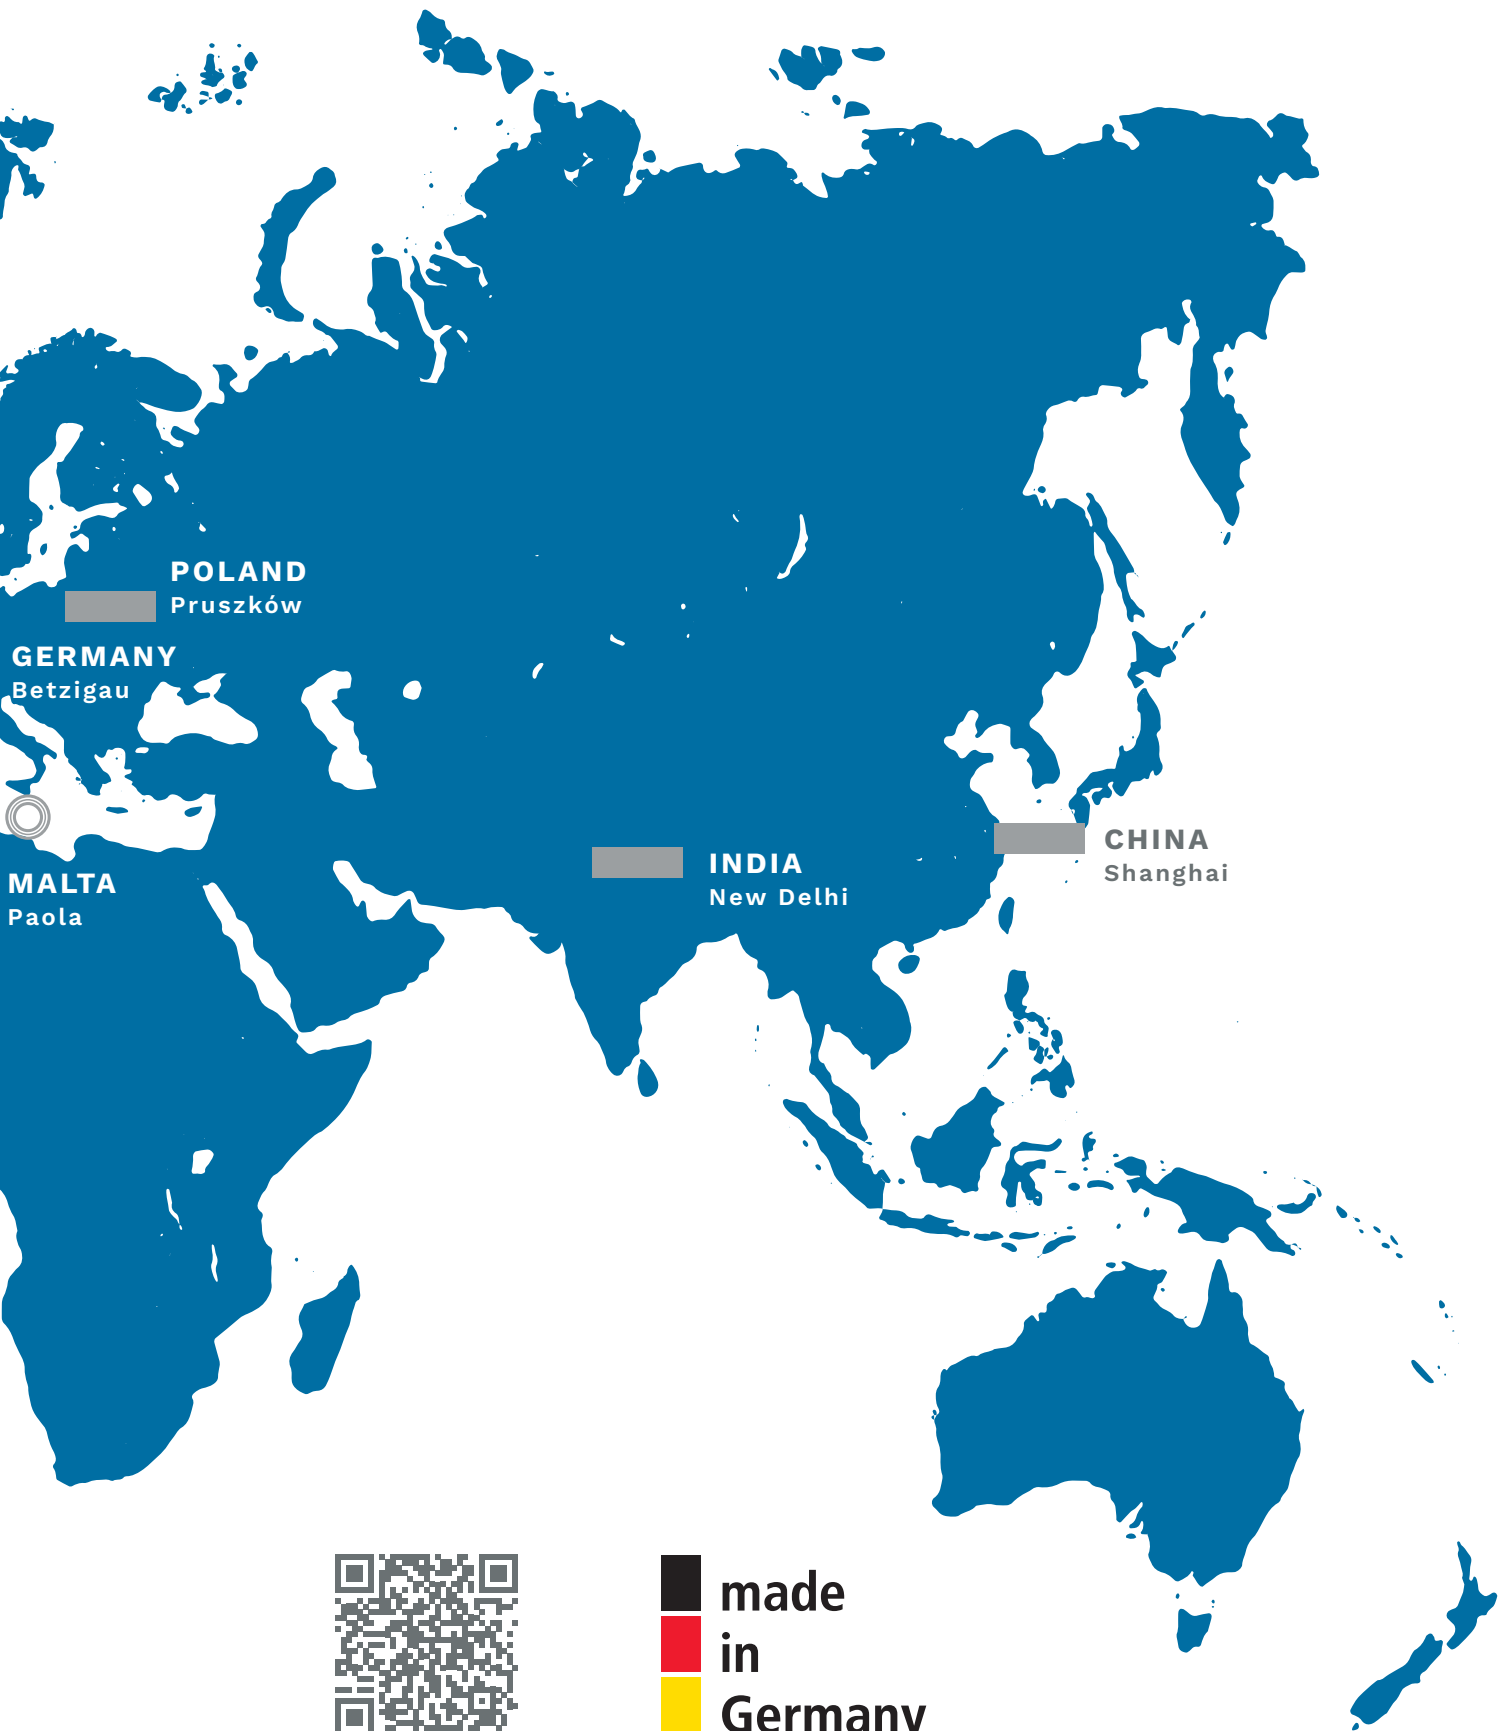 POLAND
Pruszków
GERMANY
Betzigau
MALTA
Paola
INDIA
New Delhi
CHINA
Shanghai
made
in
Germany